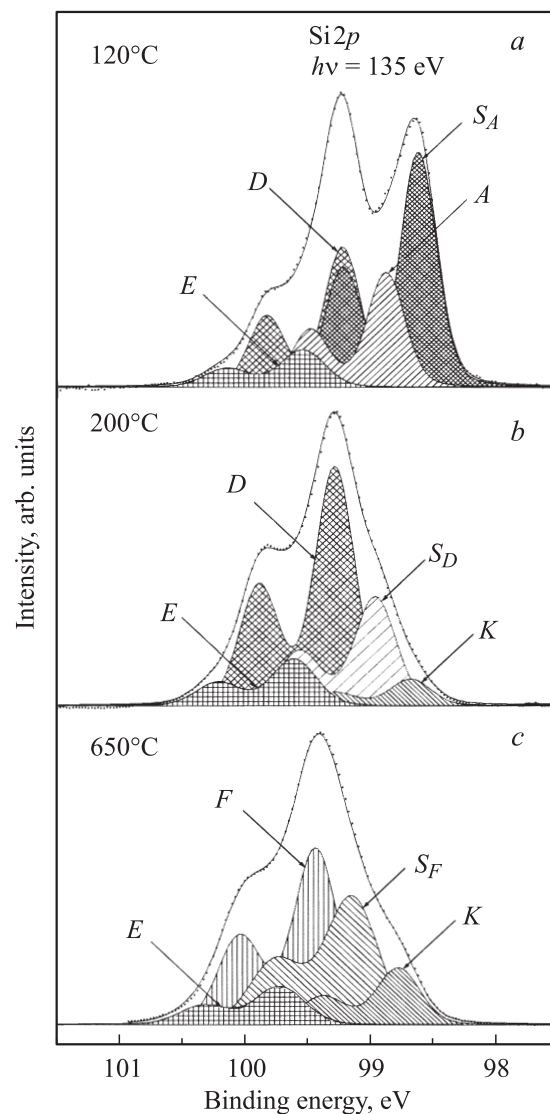 120°C
Si2p
hν = 135 eV
a
S_A
A
D
E
200°C
b
D
S_D
E
K
650°C
c
F
S_F
E
K
Intensity, arb. units
101 100 99 98
Binding energy, eV